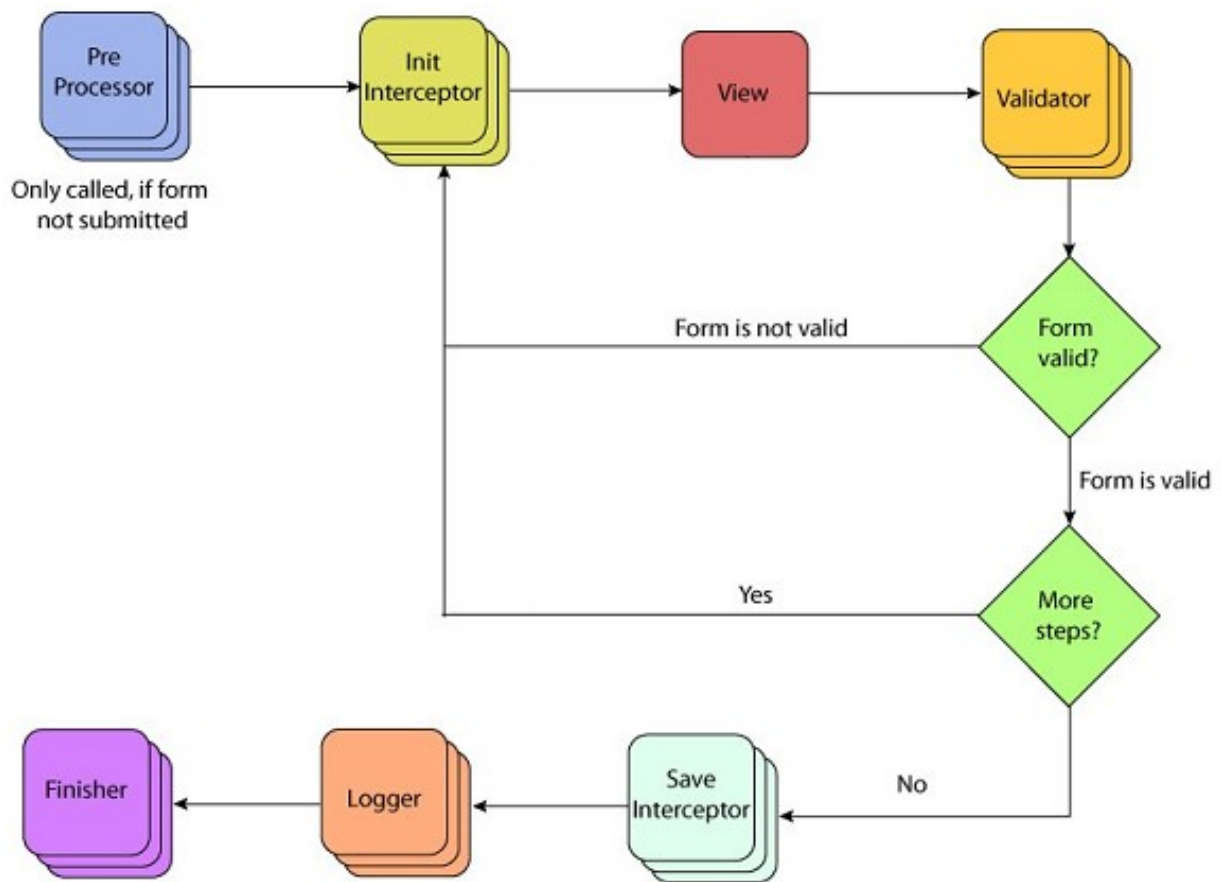 Pre
Processor
Init
Interceptor
View
Validator
Only called, if form
not submitted
Form is not valid
Form
valid?
Form is valid
Yes
More
steps?
Finisher
Logger
Save
Interceptor
No